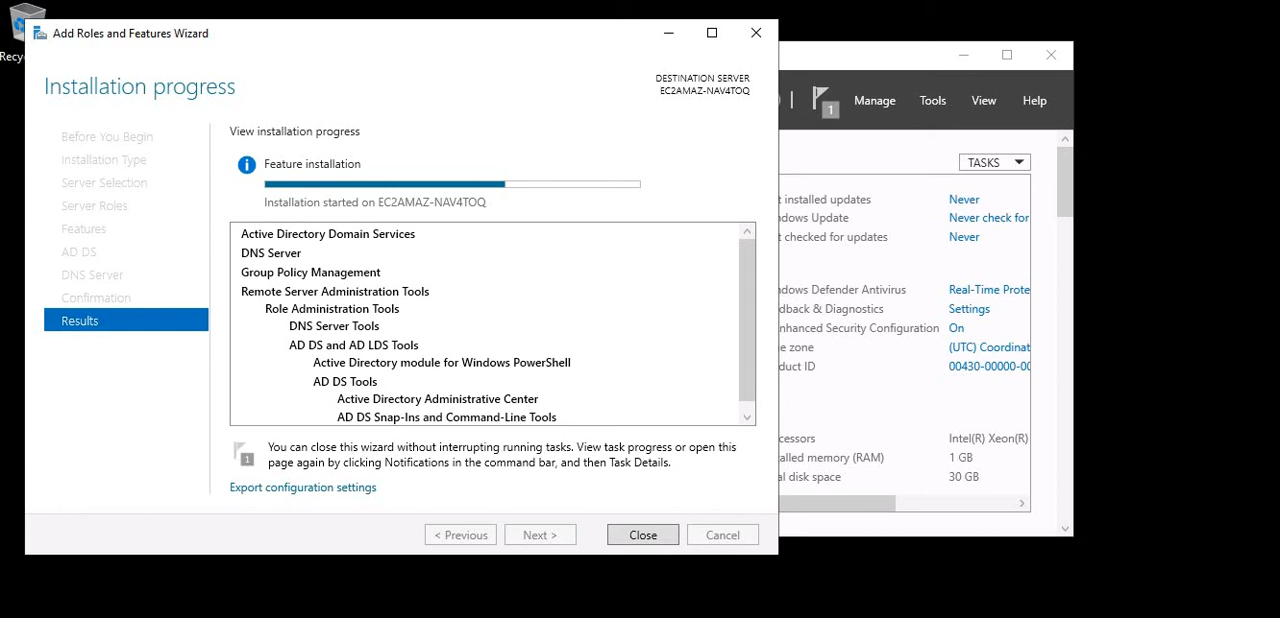 Recy
Add Roles and Features Wizard
Installation progress
DESTINATION SERVER
EC2AMAZ-NAV4TOQ
Before You Begin
Installation Type
Server Selection
Server Roles
Features
AD DS
DNS Server
Confirmation
Results
View installation progress
Feature installation
Installation started on EC2AMAZ-NAV4TOQ
Active Directory Domain Services
DNS Server
Group Policy Management
Remote Server Administration Tools
Role Administration Tools
DNS Server Tools
AD DS and AD LDS Tools
Active Directory module for Windows PowerShell
AD DS Tools
Active Directory Administrative Center
AD DS Snap-Ins and Command-Line Tools
1
You can close this wizard without interrupting running tasks. View task progress or open this
page again by clicking Notifications in the command bar, and then Task Details.
Export configuration settings
< Previous
Next >
Close
Cancel
1
Manage
Tools
View
Help
TASKS
t installed updates Never
ndows Update Never check for
t checked for updates Never
ndows Defender Antivirus Real-Time Prote
dback & Diagnostics Settings
nhanced Security Configuration On
e zone (UTC) Coordinat
duct ID 00430-00000-00
cessors Intel(R) Xeon(R)
alled memory (RAM) 1 GB
al disk space 30 GB